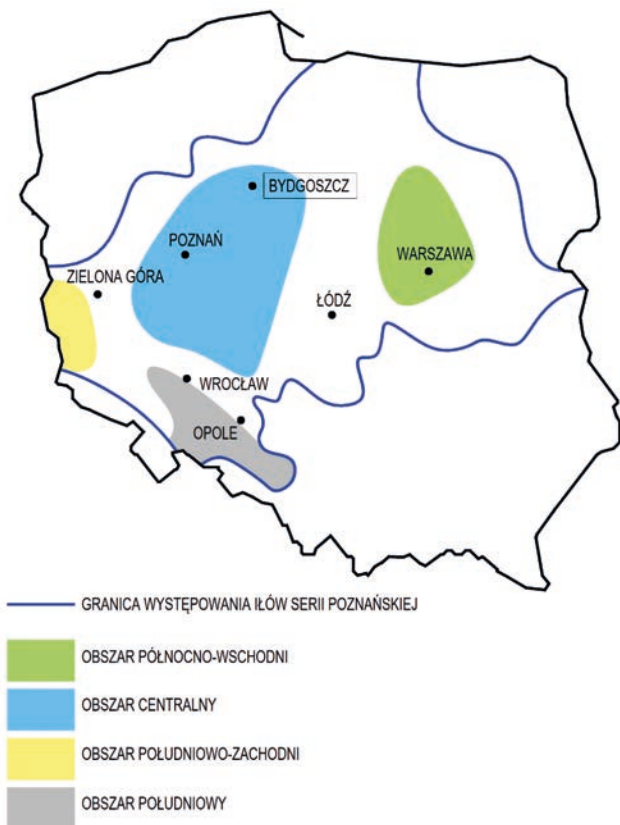 BYDGOSZCZ
POZNAŃ
WARSZAWA
ZIELONA GÓRA
ŁÓDŹ
WROCŁAW
OPOLE
GRANICA WYSTĘPOWANIA IŁÓW SERII POZNAŃSKIEJ
OBSZAR PÓŁNOCNO-WSCHODNI
OBSZAR CENTRALNY
OBSZAR POŁUDNIOWO-ZACHODNI
OBSZAR POŁUDNIOWY